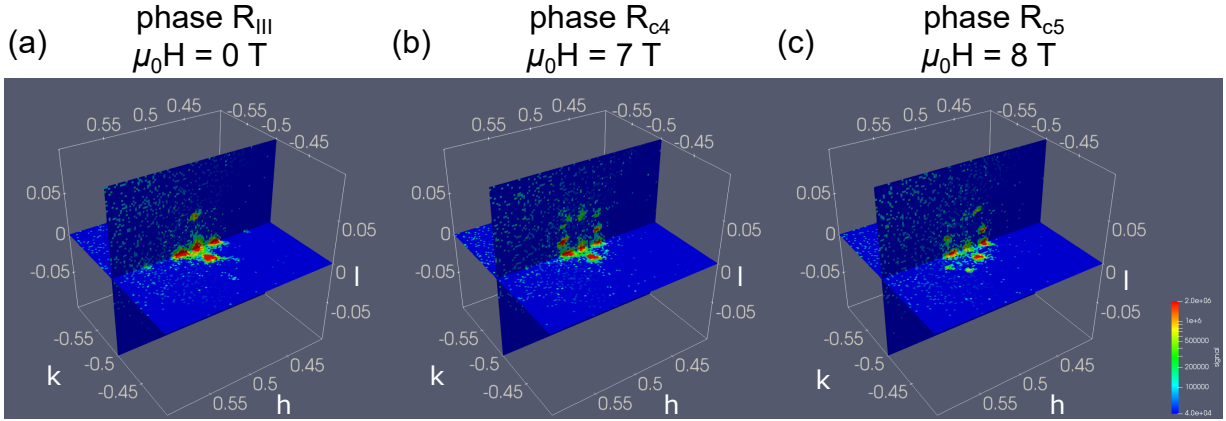 (a) phase R_III
μ₀H = 0 T
(b) phase R_c4
μ₀H = 7 T
(c) phase R_c5
μ₀H = 8 T
0.55 0.5 0.45 -0.55 -0.5 -0.45
0.05 0 -0.05
0.05 0 -0.05 l
-0.55 -0.5 -0.45 k
0.55 0.5 0.45 h
0.55 0.5 0.45 -0.55 -0.5 -0.45
0.05 0 -0.05
0.05 0 -0.05 l
-0.55 -0.5 -0.45 k
0.55 0.5 0.45 h
0.55 0.5 0.45 -0.55 -0.5 -0.45
0.05 0 -0.05
0.05 0 -0.05 l
-0.55 -0.5 -0.45 k
0.55 0.5 0.45 h
2.0e+06
1e+6
500000
200000
100000
4.0e+04
signal